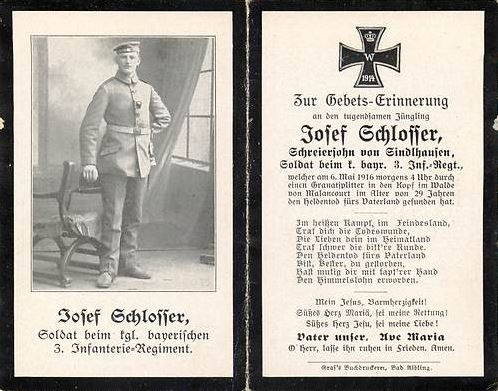 Josef Schlosser,
Soldat beim kgl. bayerischen
3. Infanterie-Regiment.
W
1914
Zur Gebets-Erinnerung
an den tugendsamen Jüngling
Josef Schlosser,
Schreiersohn von Sindlhausen,
Soldat beim k. bayr. 3. Inf.-Regt.,
welcher am 6. Mai 1916 morgens 4 Uhr durch
einen Granatsplitter in den Kopf im Walde
von Malancourt im Alter von 29 Jahren
den Heldentod fürs Vaterland gefunden hat.
Im heißen Kampf, im Feindesland,
Traf dich die Todeswunde,
Die Lieben dein im Heimatland
Traf schwer die bitt're Kunde.
Den Heldentod fürs Vaterland
Bist, Bester, du gestorben,
Hast mutig dir mit tapf'rer Hand
Den Himmelslohn erworben.
Mein Jesus, Barmherzigkeit!
Süßes Herz Mariä, sei meine Rettung!
Süßes Herz Jesu, sei meine Liebe!
Vater unser, Ave Maria
O Herr, lasse ihn ruhen in Frieden. Amen.
Graf's Buchdruckerei, Bad Aibling.